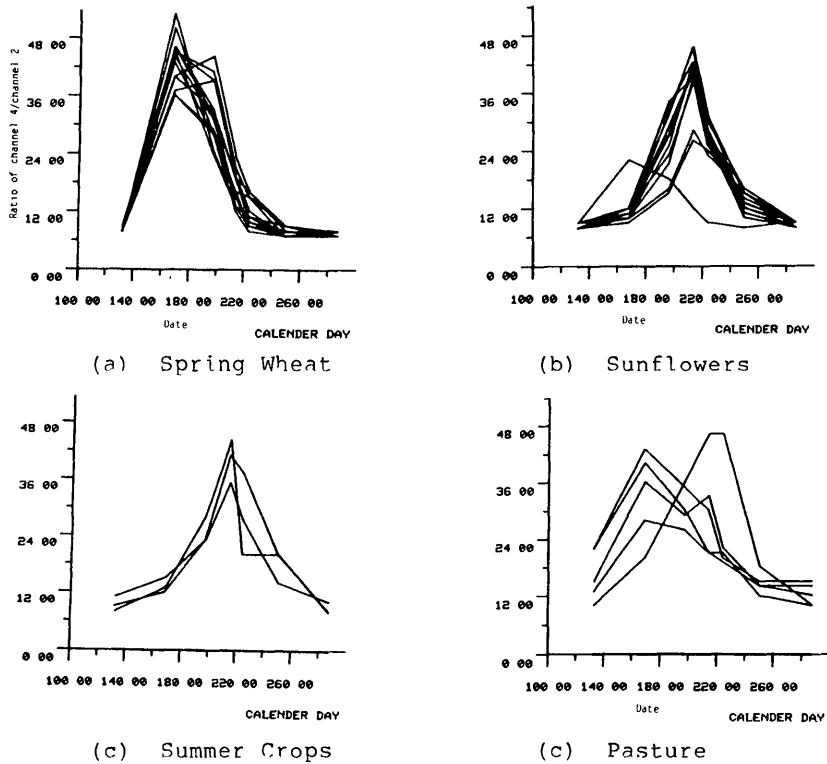 Ratio of channel 4/channel 2
48 00
36 00
24 00
12 00
0 00
100 00 140 00 180 00 220 00 260 00
Date
CALENDER DAY
(a) Spring Wheat
48 00
36 00
24 00
12 00
0 00
100 00 140 00 180 00 220 00 260 00
Date
CALENDER DAY
(b) Sunflowers
48 00
36 00
24 00
12 00
0 00
100 00 140 00 180 00 220 00 260 00
CALENDER DAY
(c) Summer Crops
48 00
36 00
24 00
12 00
0 00
100 00 140 00 180 00 220 00 260 00
Date
CALENDER DAY
(c) Pasture